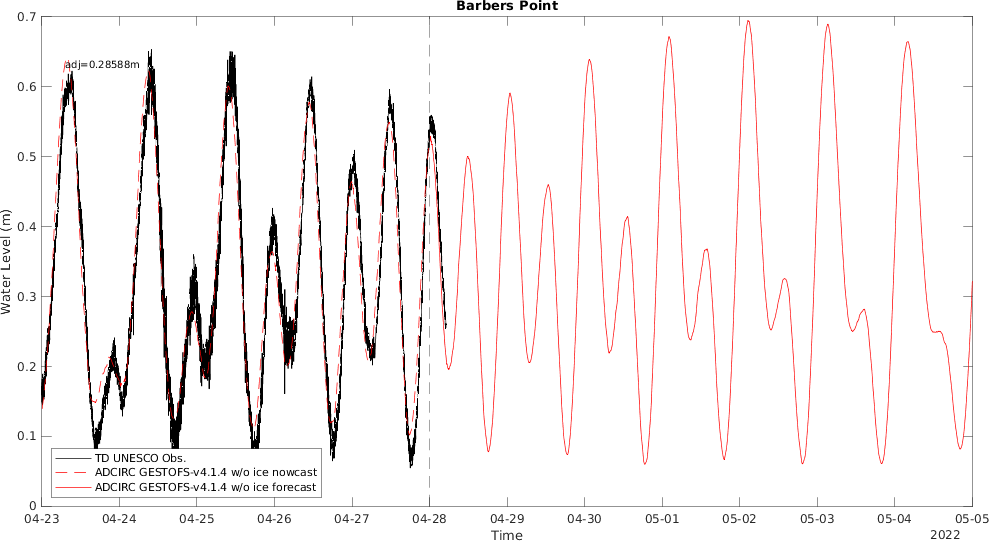 Barbers Point
adj=0.28588m
Water Level (m)
0.7
0.6
0.5
0.4
0.3
0.2
0.1
0
TD UNESCO Obs.
ADCIRC GESTOFS-v4.1.4 w/o ice nowcast
ADCIRC GESTOFS-v4.1.4 w/o ice forecast
04-23 04-24 04-25 04-26 04-27 04-28 04-29 04-30 05-01 05-02 05-03 05-04 05-05
Time
2022